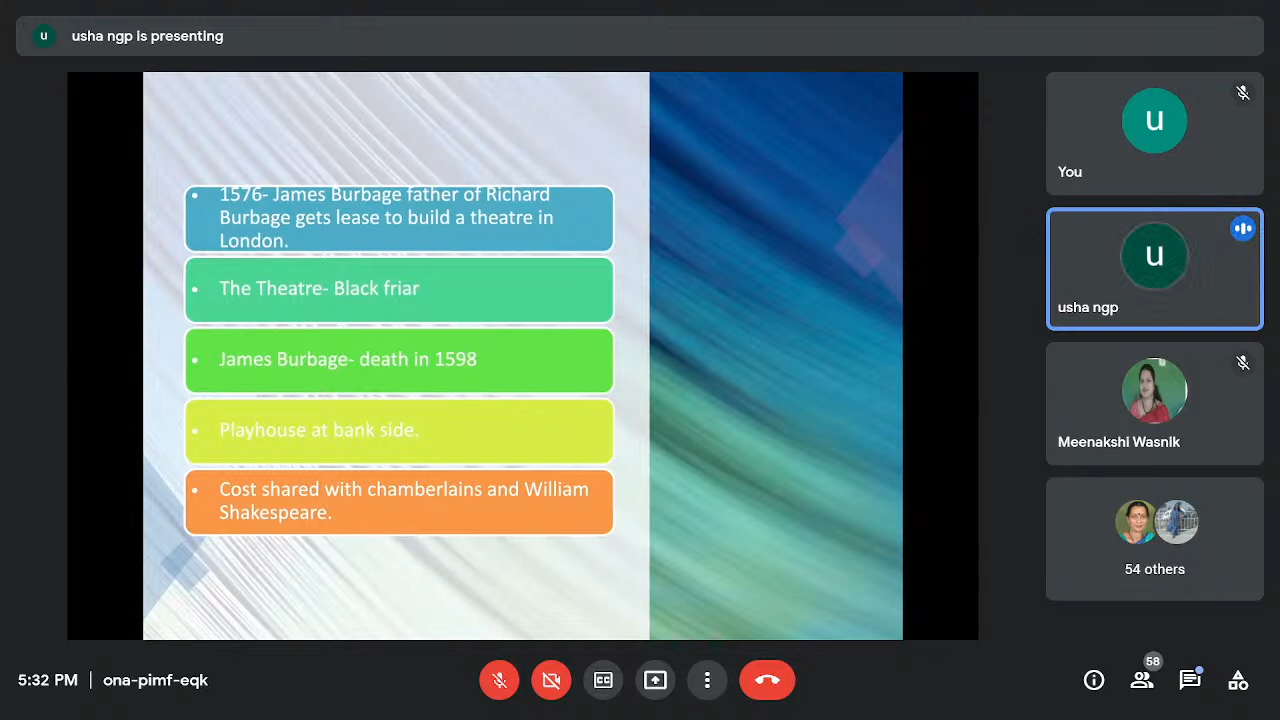 u usha ngp is presenting
• 1576- James Burbage father of Richard
Burbage gets lease to build a theatre in
London.
• The Theatre- Black friar
• James Burbage- death in 1598
• Playhouse at bank side.
• Cost shared with chamberlains and William
Shakespeare.
u
You
u
usha ngp
Meenakshi Wasnik
54 others
5:32 PM | ona-pimf-eqk
58